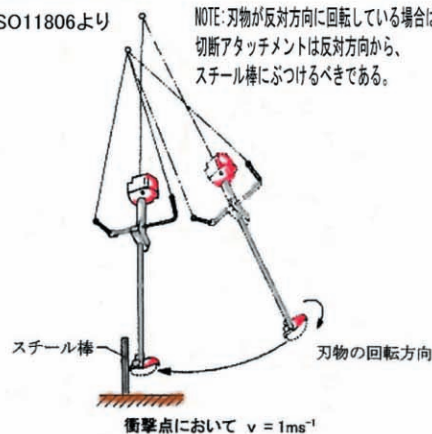 SO11806より
NOTE:刃物が反対方向に回転している場合は
切断アタッチメントは反対方向から、
スチール棒にぶつけるべきである。
スチール棒
刃物の回転方向
衝撃点において v = 1ms⁻¹